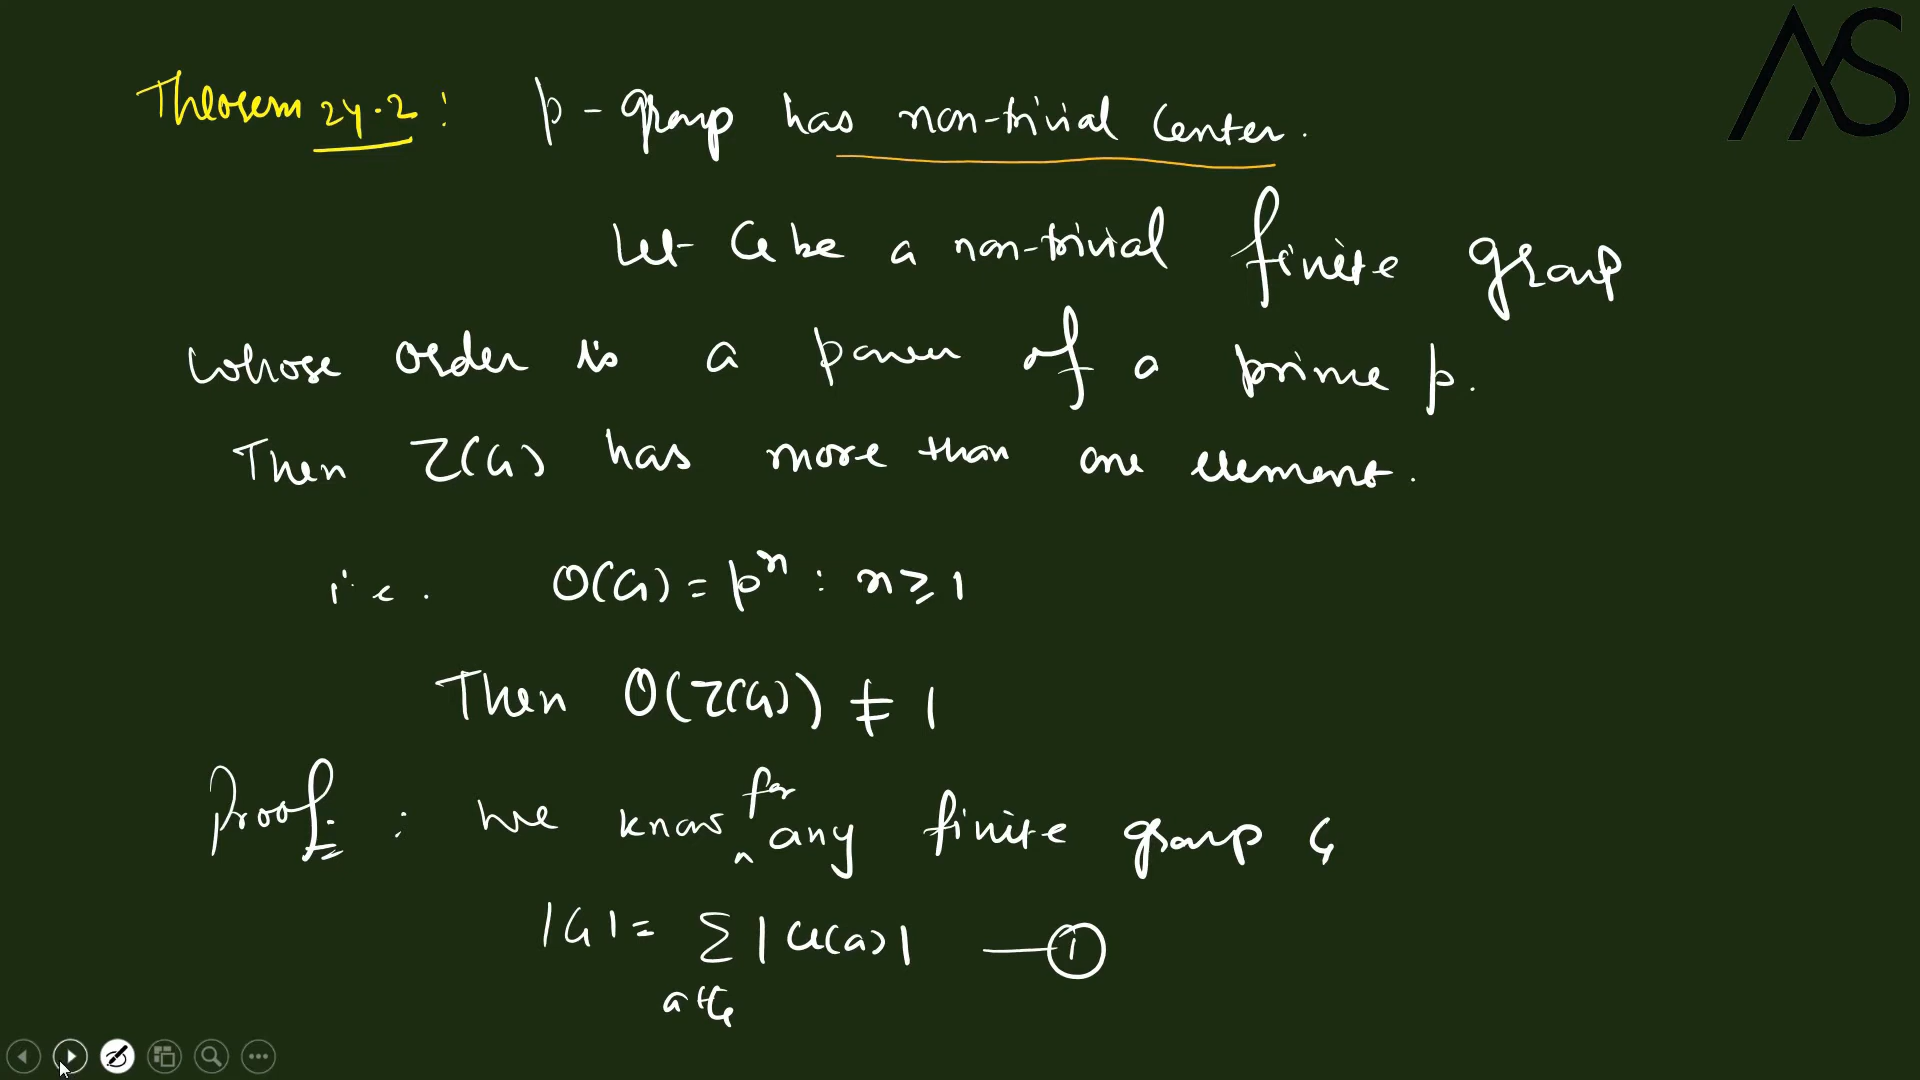 Theorem 24.2 : p-group has non-trivial Center.
Let G be a non-trivial finite group
whose order is a power of a prime p.
Then Z(G) has more than one element.
i.e. O(G) = pⁿ : n ≥ 1
Then O(Z(G)) ≠ 1
Proof : We know for any finite group G
|G| = Σ |Cl(a)| — ①
a∈G
NS